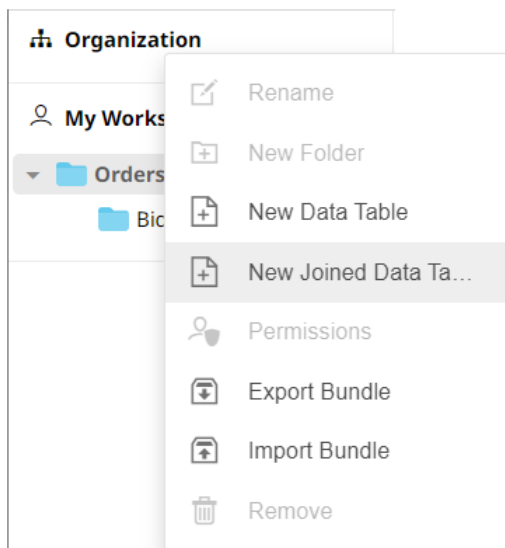 Organization
My Works
Orders
Bic
Rename
New Folder
New Data Table
New Joined Data Ta...
Permissions
Export Bundle
Import Bundle
Remove